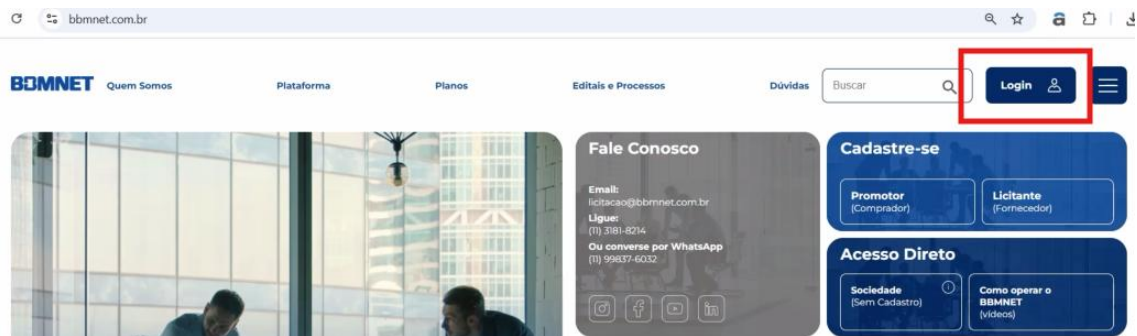 bbmnet.com.br
BBMNET Quem Somos Plataforma Planos Editais e Processos Dúvidas Buscar Login
Fale Conosco
Email:
licitacao@bbmnet.com.br
Ligue:
(11) 3181-8214
Ou converse por WhatsApp
(11) 99837-6032
Cadastre-se
Promotor
(Comprador)
Licitante
(Fornecedor)
Acesso Direto
Sociedade
(Sem Cadastro)
Como operar o
BBMNET
(vídeos)